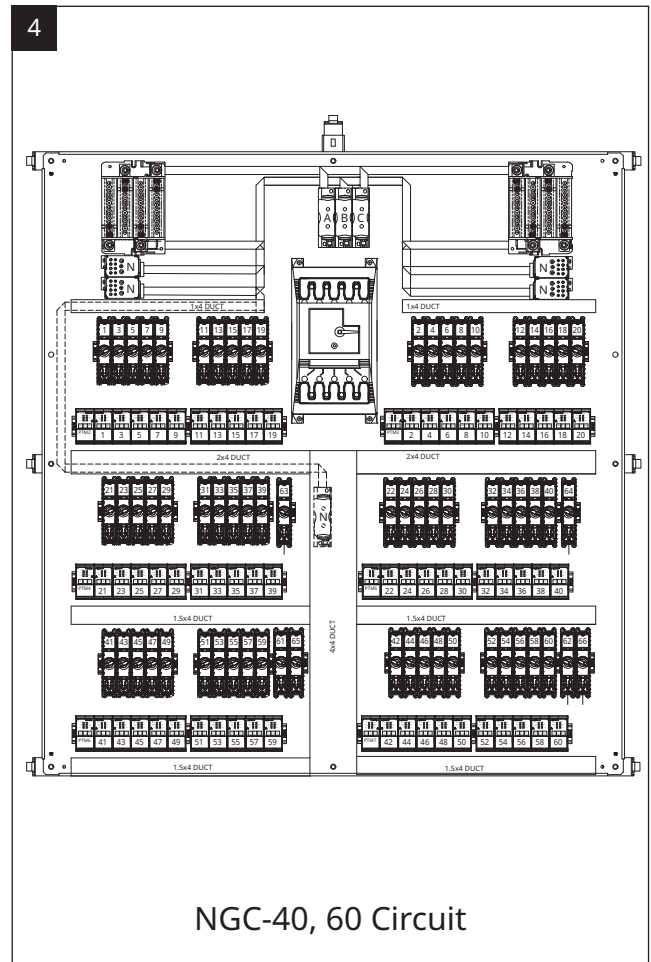 4
A B C
N N
N N
1x4 DUCT 1x4 DUCT
1 3 5 7 9 11 13 15 17 19 2 4 6 8 10 12 14 16 18 20
PTM2 1 3 5 7 9 11 13 15 17 19 2 4 6 8 10 12 14 16 18 20
2x4 DUCT 2x4 DUCT
21 23 25 27 29 31 33 35 37 39 63 22 24 26 28 30 32 34 36 38 40 64
N
PTM4 21 23 25 27 29 31 33 35 37 39 PTM5 22 24 26 28 30 32 34 36 38 40
1.5x4 DUCT 1.5x4 DUCT
4x4 DUCT
41 43 45 47 49 51 53 55 57 59 61 65 42 44 46 48 50 52 54 56 58 60 62 66
PTM6 41 43 45 47 49 51 53 55 57 59 PTM7 42 44 46 48 50 52 54 56 58 60
1.5x4 DUCT 1.5x4 DUCT
NGC-40, 60 Circuit